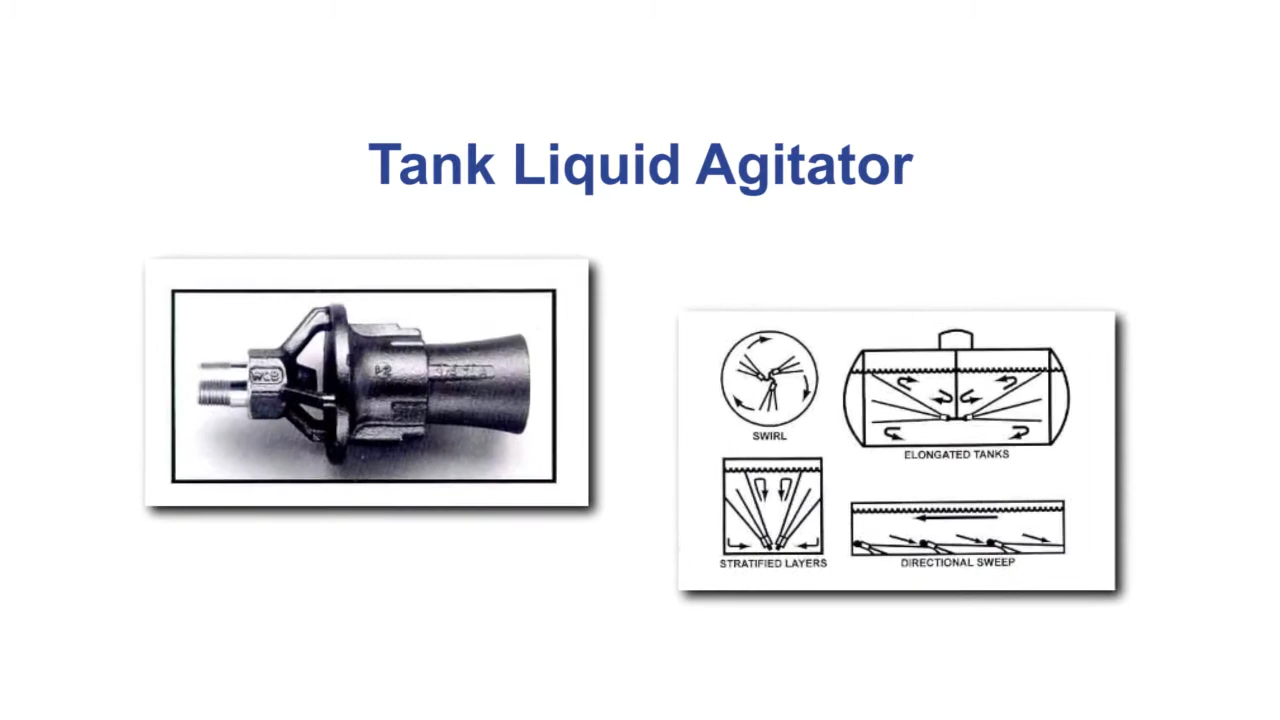 Tank Liquid Agitator
SWIRL
ELONGATED TANKS
STRATIFIED LAYERS
DIRECTIONAL SWEEP